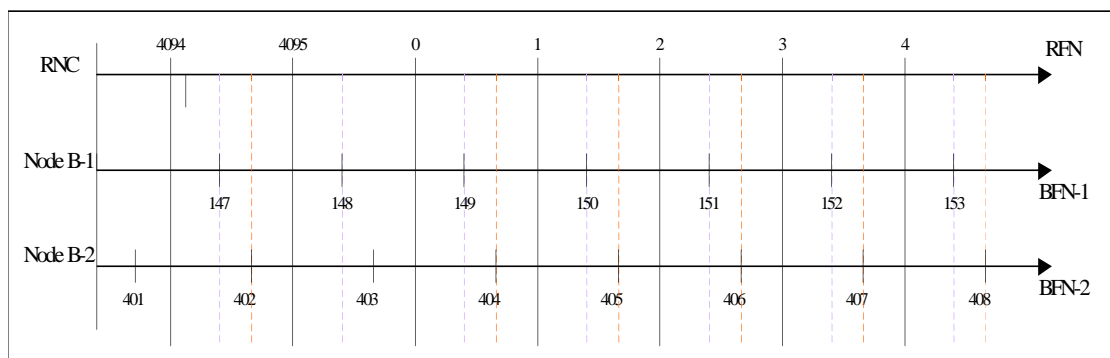 4094 4095 0 1 2 3 4 RFN
RNC
Node B-1
147 148 149 150 151 152 153 BFN-1
Node B-2
401 402 403 404 405 406 407 408 BFN-2